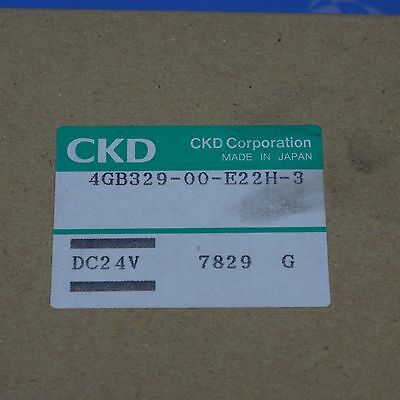 CKD
CKD Corporation
MADE IN JAPAN
4GB329-00-E22H-3
DC24V 7829 G